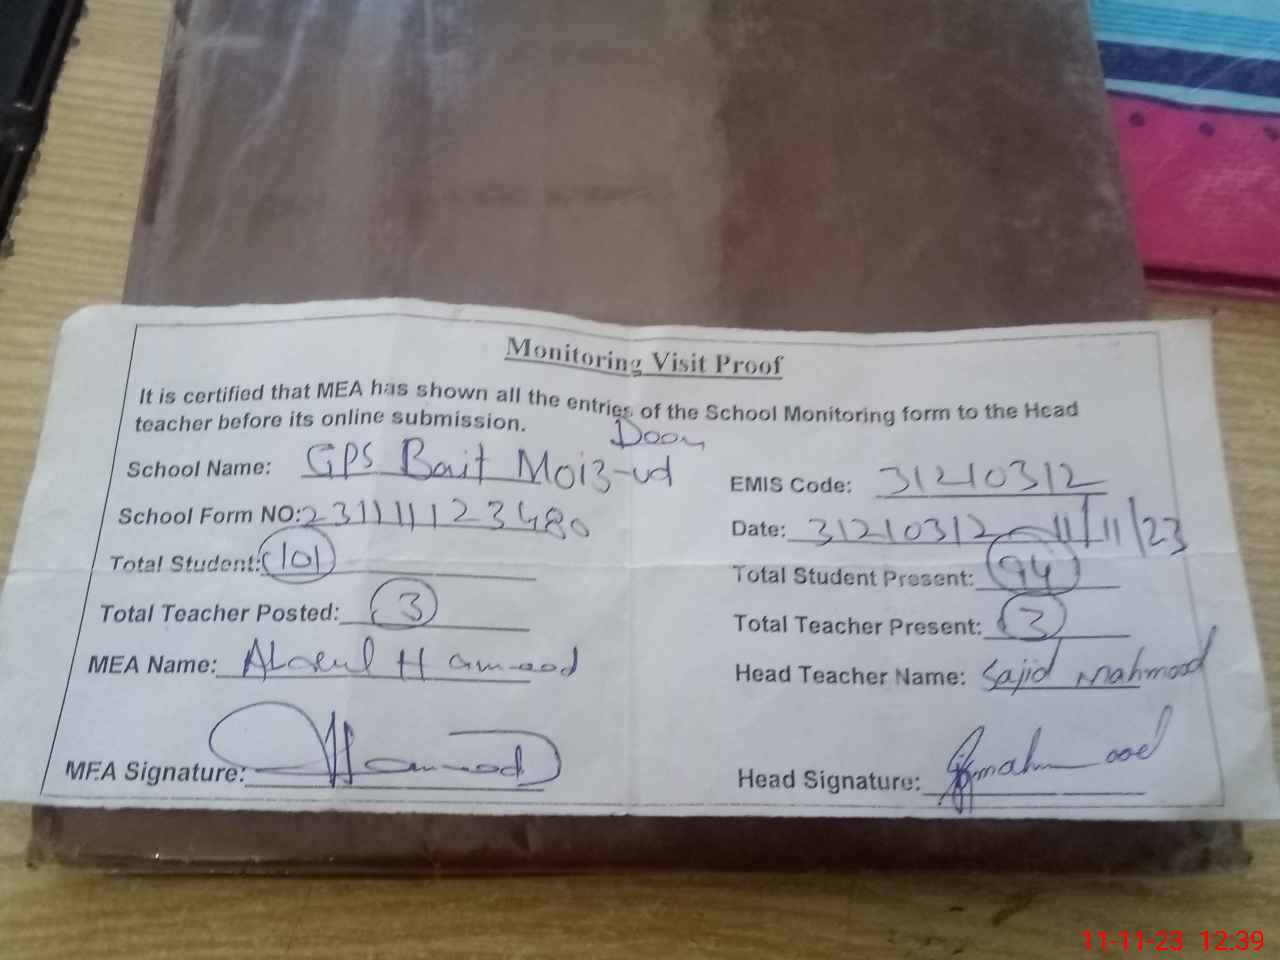 Monitoring Visit Proof
It is certified that MEA has shown all the entries of the School Monitoring form to the Head
teacher before its online submission.
Doon
School Name: GPS Bait Moiz-ud
EMIS Code: 31210312
School Form NO: 231111123480
Date: 31210312 11/11/23
Total Student: 101
Total Student Present: 94
Total Teacher Posted: 3
Total Teacher Present: 3
MEA Name: Hameed
Head Teacher Name: Sajid Mahmood
MEA Signature:
Head Signature: mahmood
11-11-23 12:39